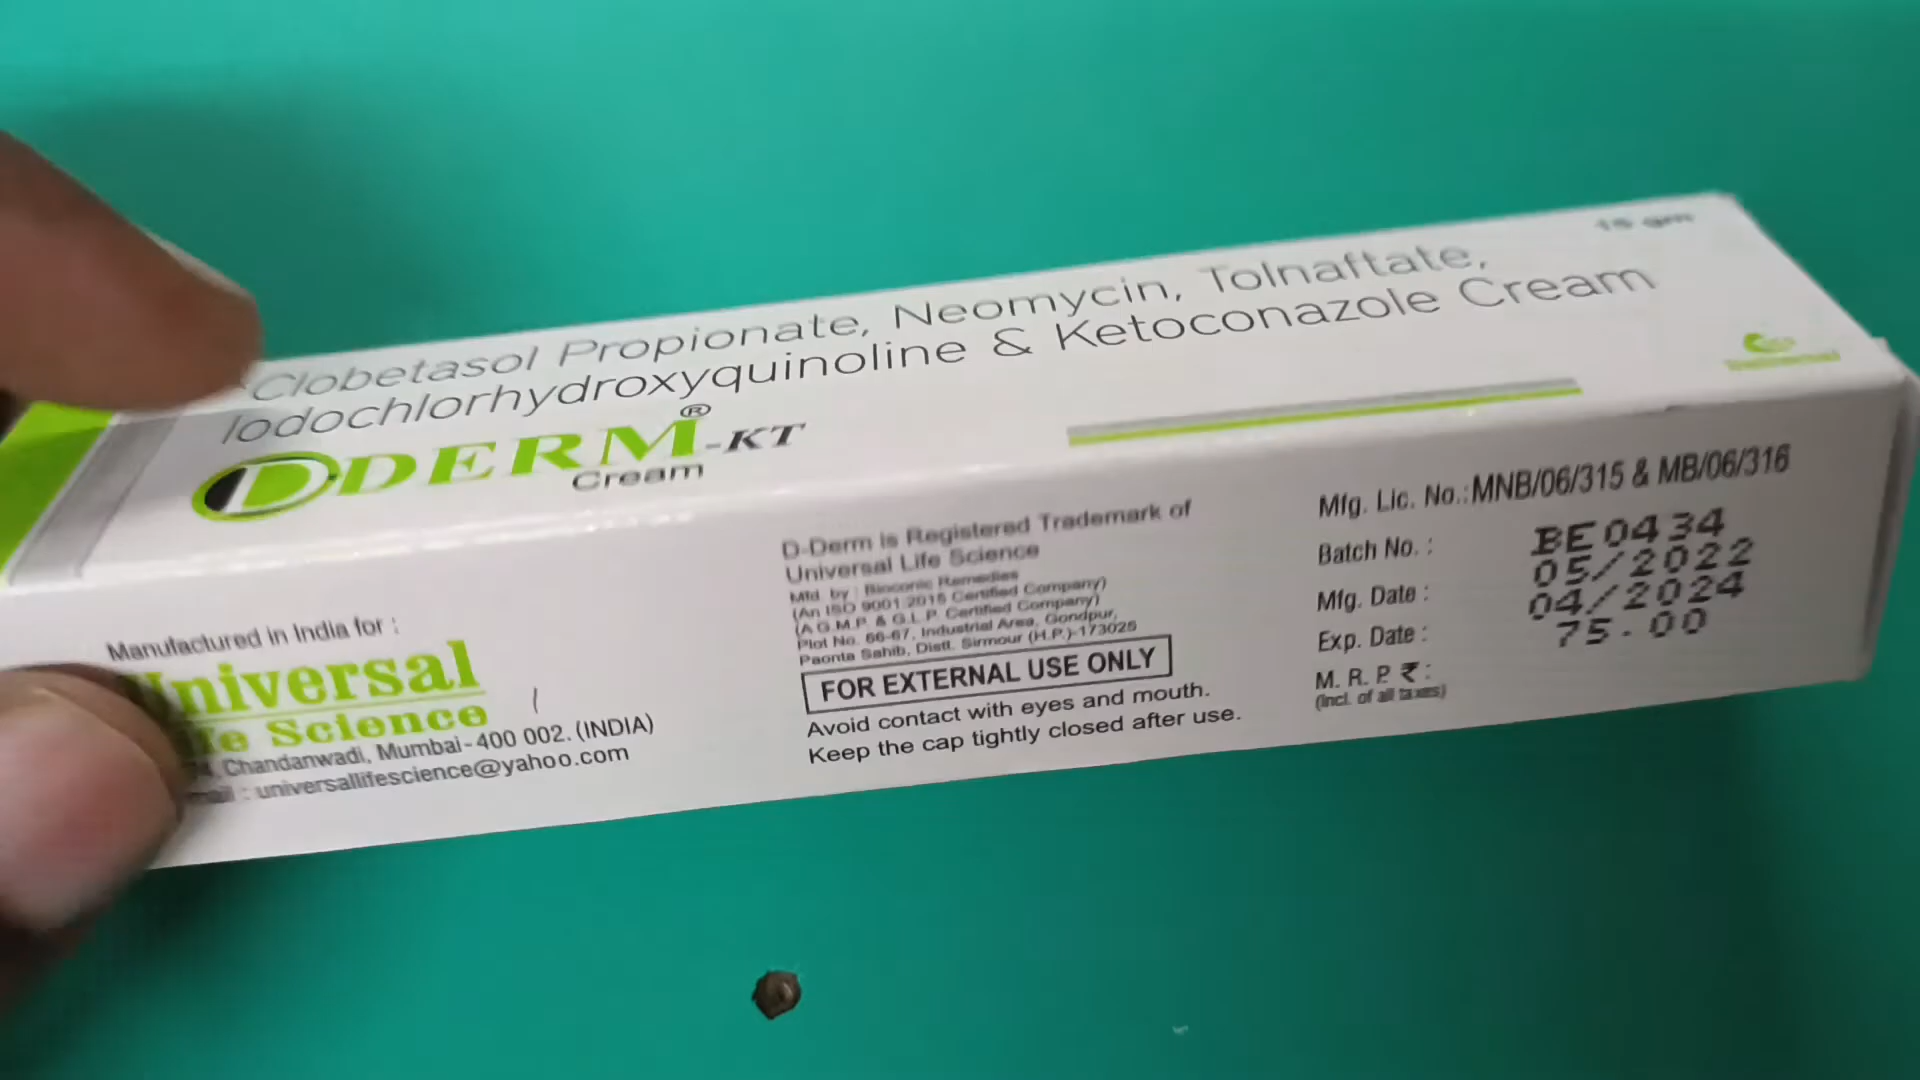 15 gm
Clobetasol Propionate, Neomycin, Tolnaftate,
Iodochlorhydroxyquinoline & Ketoconazole Cream
DDERM®-KT
Cream
Manufactured in India for :
Universal
Science
Chandanwadi, Mumbai-400 002. (INDIA)
: universallifescience@yahoo.com
D-Derm is Registered Trademark of
Universal Life Science
Mfd. by : Bioconic Remedies
(An ISO 9001:2015 Certified Company)
(A G.M.P. & G.L.P. Certified Company)
Plot No. 66-67, Industrial Area, Gondpur,
Paonta Sahib, Distt. Sirmour (H.P.)-173025
FOR EXTERNAL USE ONLY
Avoid contact with eyes and mouth.
Keep the cap tightly closed after use.
Mfg. Lic. No.:MNB/06/315 & MB/06/316
Batch No. : BE0434
Mfg. Date : 05/2022
Exp. Date : 04/2024
M. R. P. ₹ : 75.00
(Incl. of all taxes)